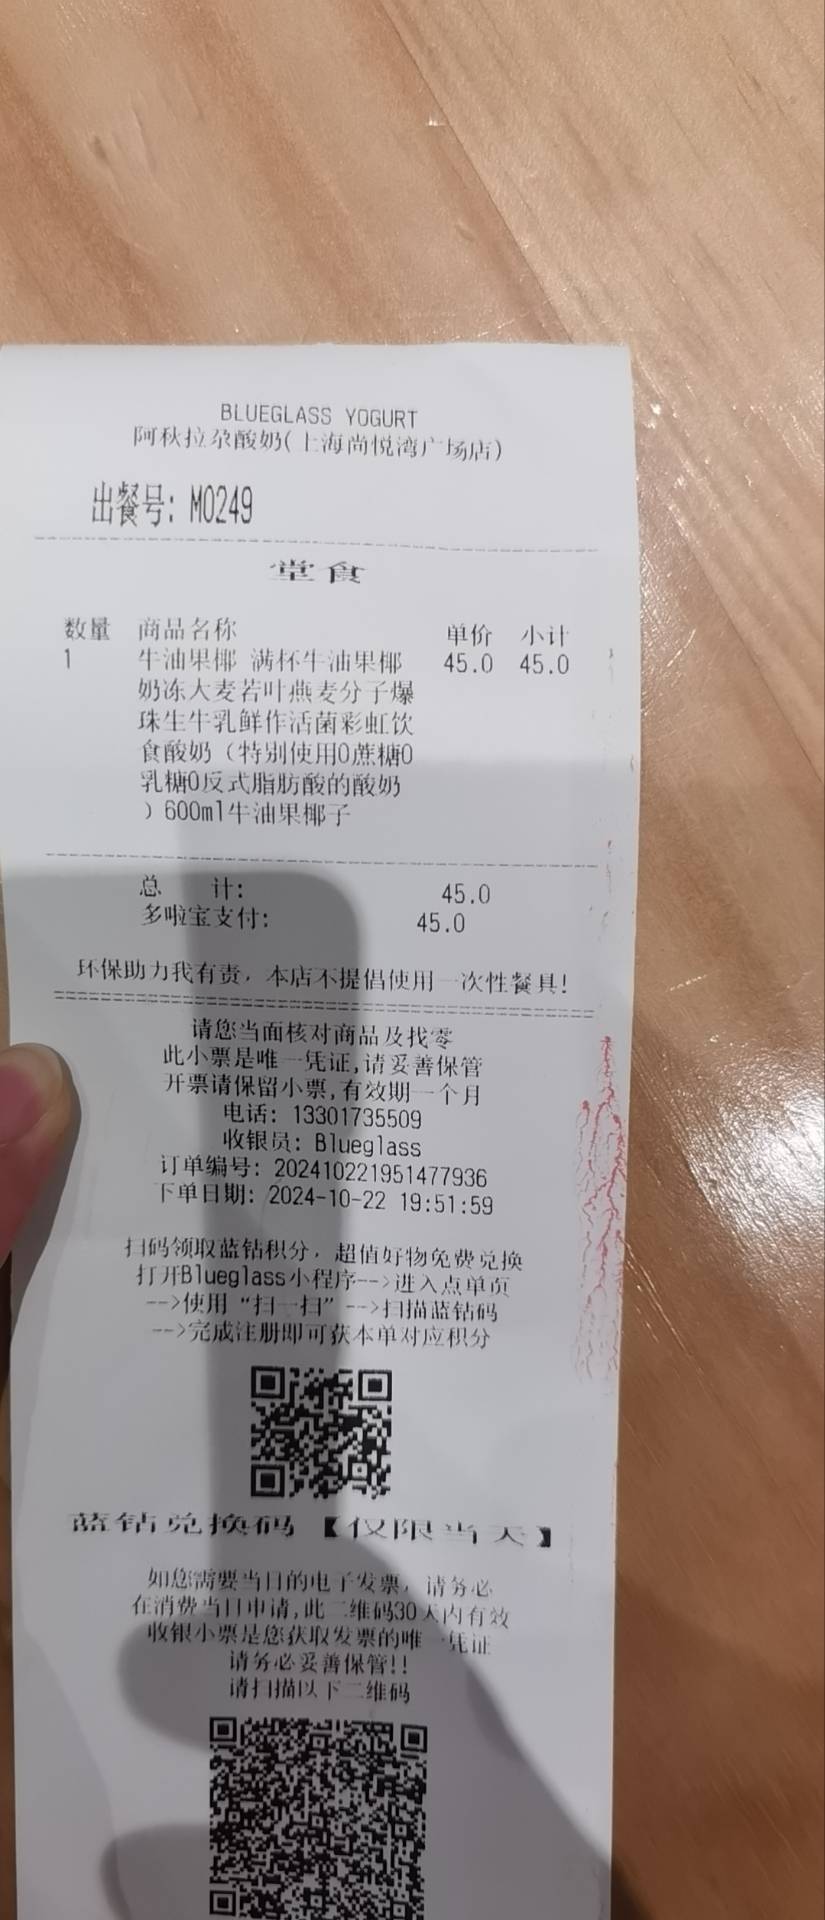 BLUEGLASS YOGURT
阿秋拉尕酸奶(上海尚悦湾广场店)
出餐号: M0249
堂食
数量 商品名称 单价 小计
1 牛油果椰 满杯牛油果椰 45.0 45.0
奶冻大麦若叶燕麦分子爆
珠生牛乳鲜作活菌彩虹饮
食酸奶（特别使用0蔗糖0
乳糖0反式脂肪酸的酸奶
）600ml牛油果椰子
总 计: 45.0
多啦宝支付: 45.0
环保助力我有责，本店不提倡使用一次性餐具!
请您当面核对商品及找零
此小票是唯一凭证,请妥善保管
开票请保留小票,有效期一个月
电话: 13301735509
收银员: Blueglass
订单编号: 202410221951477936
下单日期: 2024-10-22 19:51:59
扫码领取蓝钻积分，超值好物免费兑换
打开Blueglass小程序-->进入点单页
-->使用“扫一扫”-->扫描蓝钻码
-->完成注册即可获本单对应积分
蓝钻兑换码【仅限当天】
如您需要当日的电子发票，请务必
在消费当日申请,此二维码30天内有效
收银小票是您获取发票的唯一凭证
请务必妥善保管!!
请扫描以下二维码